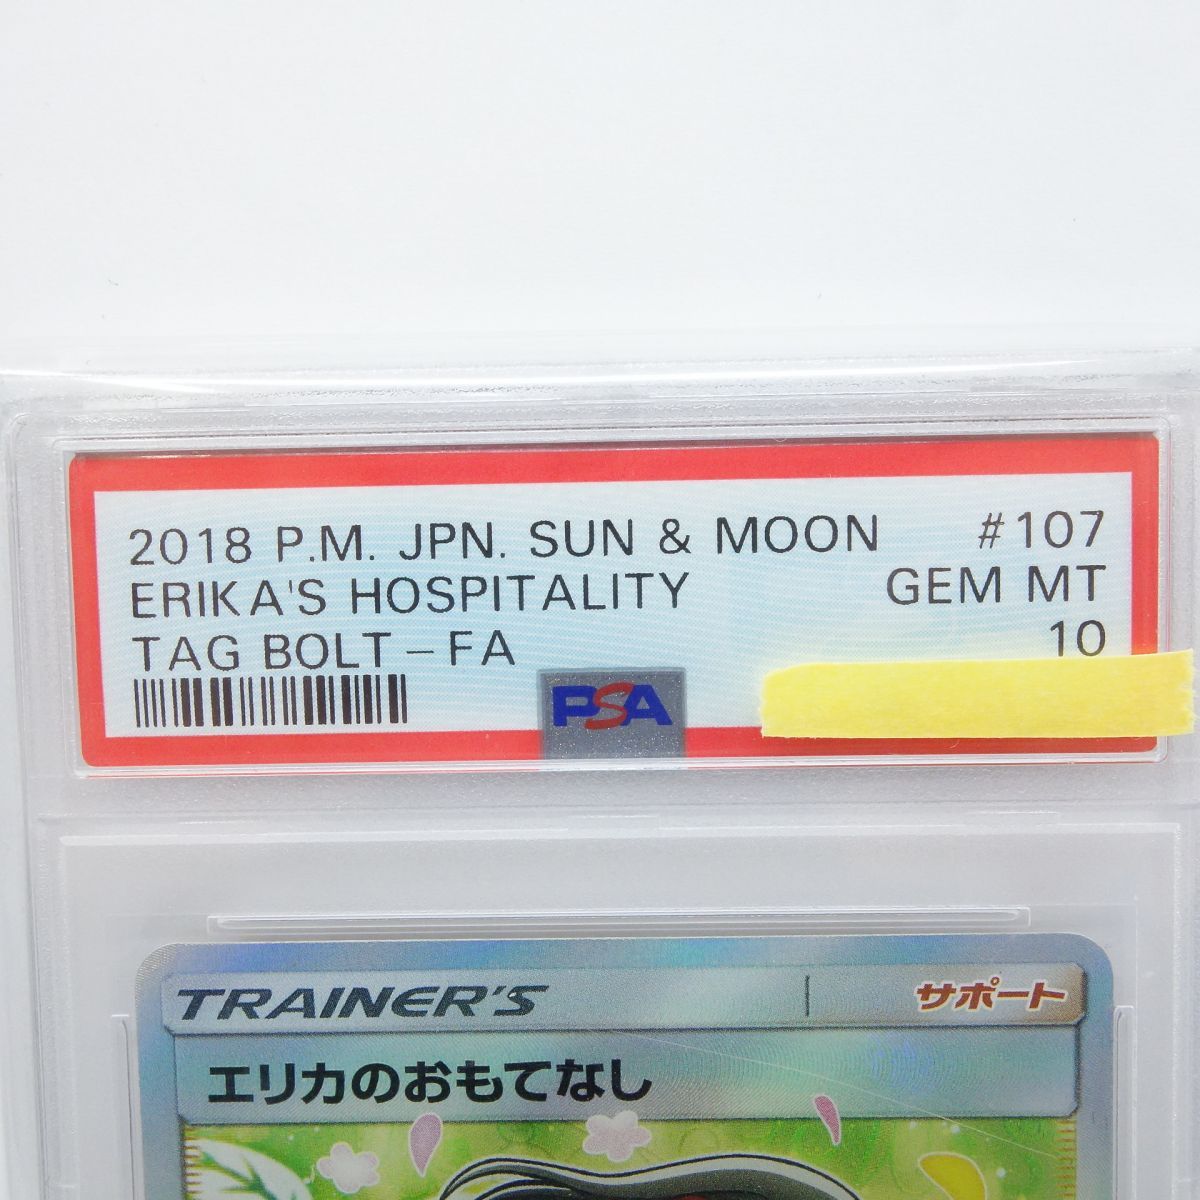 2018 P.M. JPN. SUN & MOON #107
ERIKA'S HOSPITALITY GEM MT
TAG BOLT - FA 10
PSA
TRAINER'S サポート
エリカのおもてなし